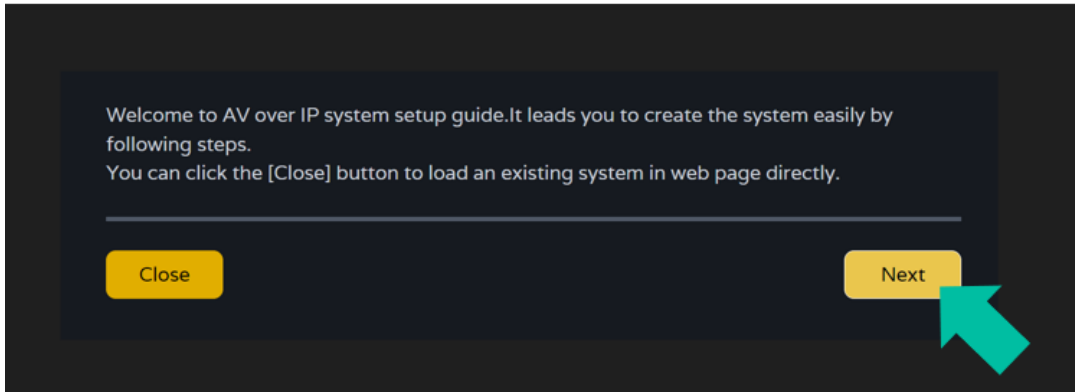 Welcome to AV over IP system setup guide.It leads you to create the system easily by
following steps.
You can click the [Close] button to load an existing system in web page directly.
Close
Next